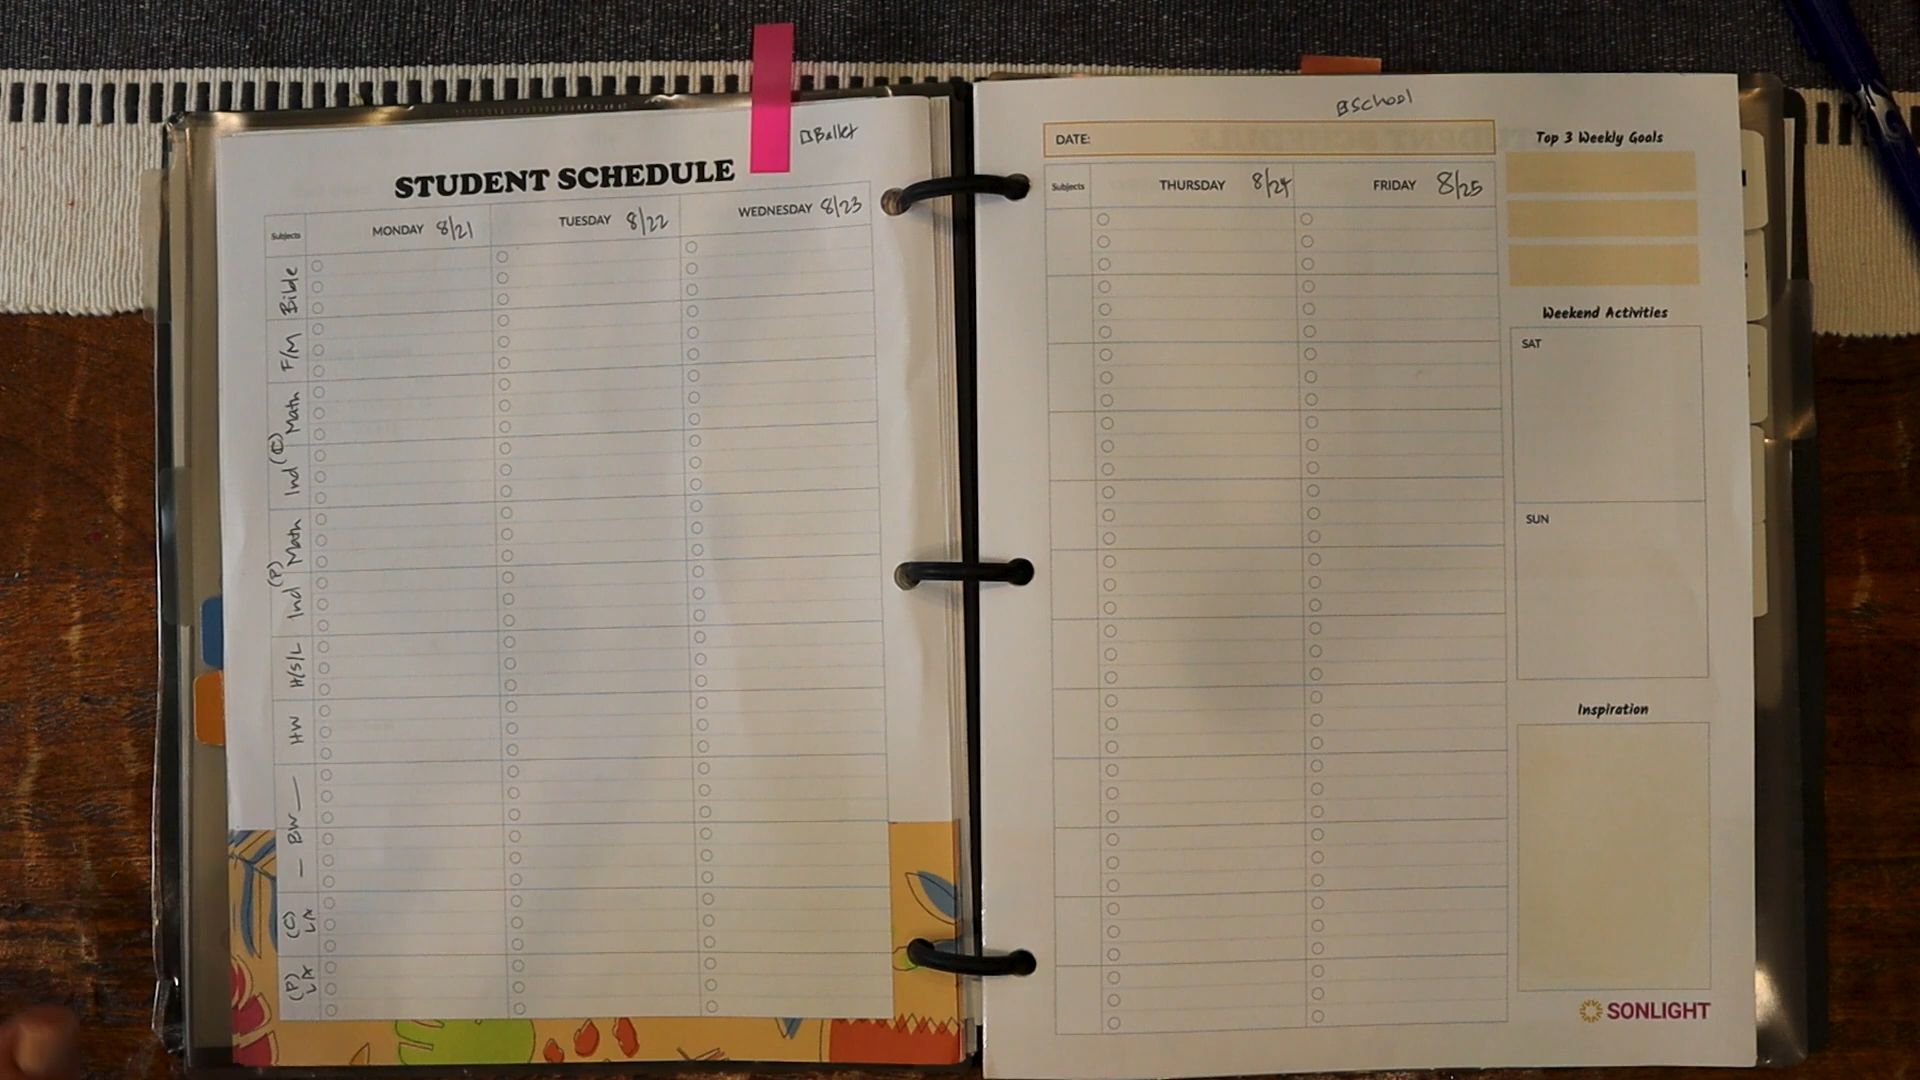 Ballet
STUDENT SCHEDULE
Subjects
MONDAY 8/21
TUESDAY 8/22
WEDNESDAY 8/23
Bible
F/M
Ind Math (C)
Ind Math (P)
H/S/L
HW
— BW —
(C) LA
(P) LA
School
DATE:
Subjects
THURSDAY 8/24
FRIDAY 8/25
Top 3 Weekly Goals
Weekend Activities
SAT
SUN
Inspiration
SONLIGHT